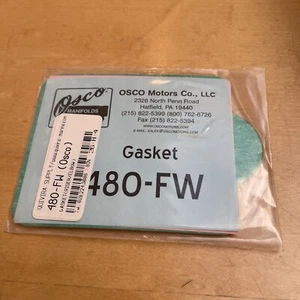 Osco
MANIFOLDS
OSCO Motors Co., LLC
2328 North Penn Road
Hatfield, PA 19440
(215) 822-5399 (800) 762-6726
Fax (215) 822-5394
Gasket
480-FW
480-FW (Osco)